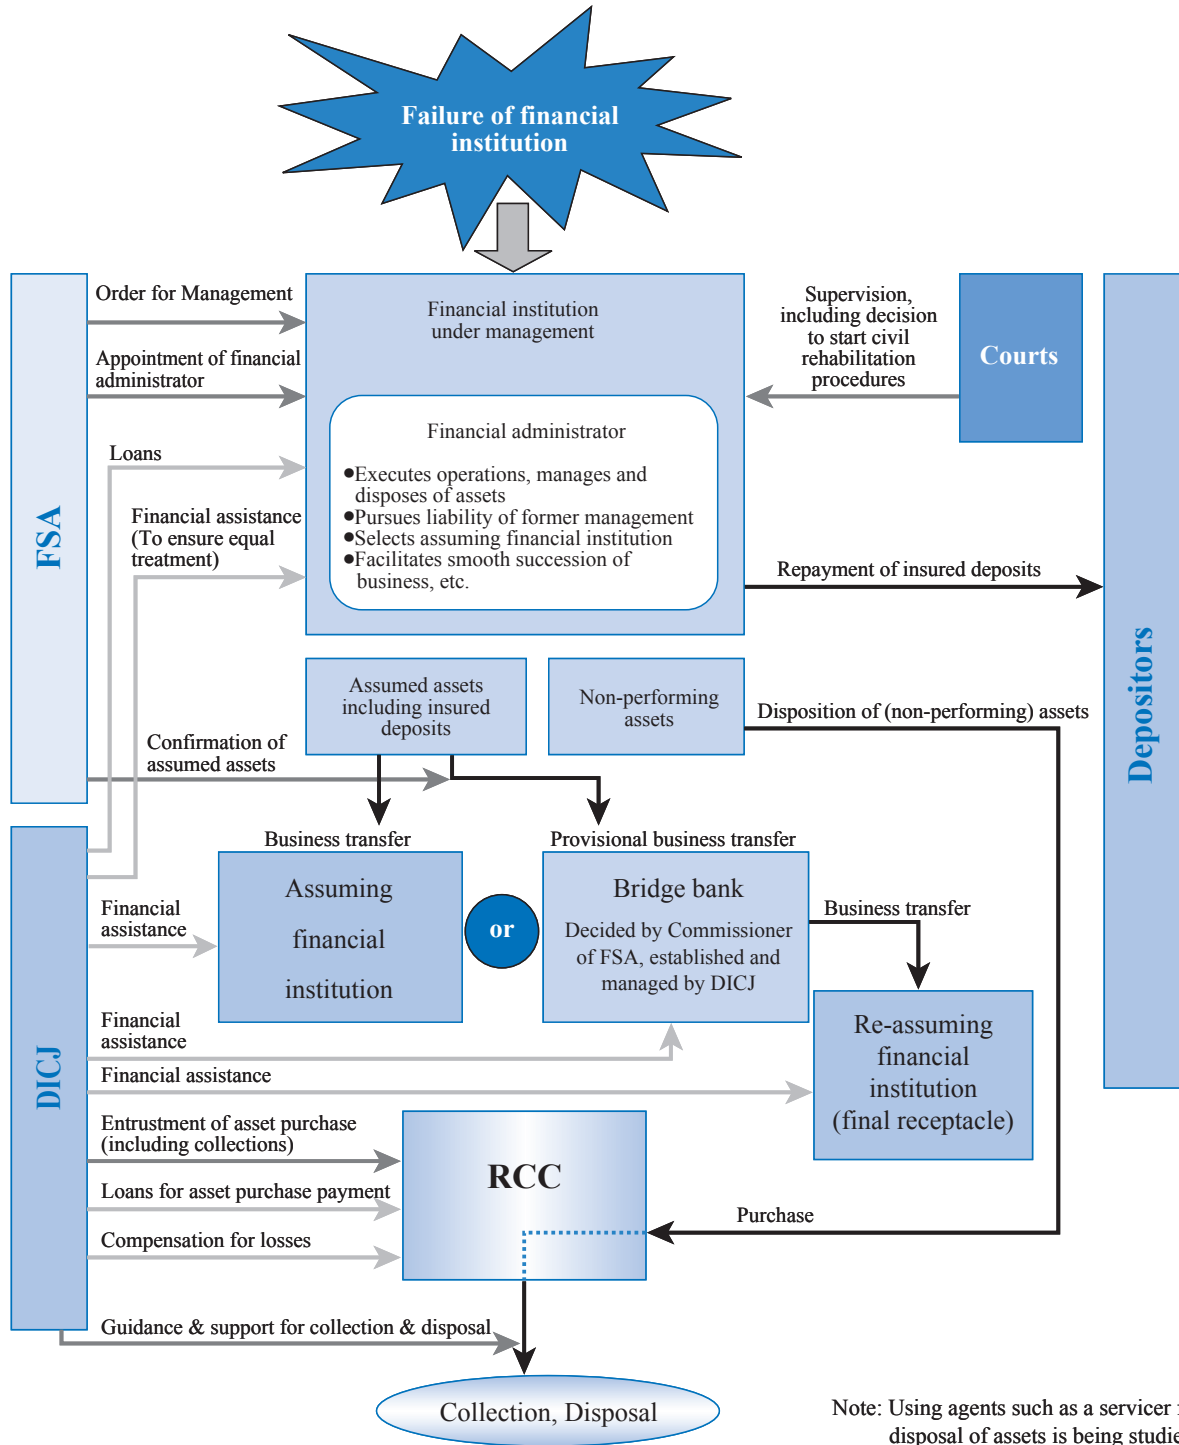 Failure of financial
institution
Order for Management
Appointment of financial
administrator
Loans
Financial assistance
(To ensure equal
treatment)
FSA
Financial institution
under management
Financial administrator
●Executes operations, manages and
disposes of assets
●Pursues liability of former management
●Selects assuming financial institution
●Facilitates smooth succession of
business, etc.
Supervision,
including decision
to start civil
rehabilitation
procedures
Courts
Repayment of insured deposits
Depositors
Assumed assets
including insured
deposits
Non-performing
assets
Disposition of (non-performing) assets
Confirmation of
assumed assets
Business transfer
Provisional business transfer
Assuming
financial
institution
or
Bridge bank
Decided by Commissioner
of FSA, established and
managed by DICJ
Business transfer
Re-assuming
financial
institution
(final receptacle)
DICJ
Financial
assistance
Financial
assistance
Financial assistance
Entrustment of asset purchase
(including collections)
Loans for asset purchase payment
Compensation for losses
RCC
Purchase
Guidance & support for collection & disposal
Collection, Disposal
Note: Using agents such as a servicer
disposal of assets is being